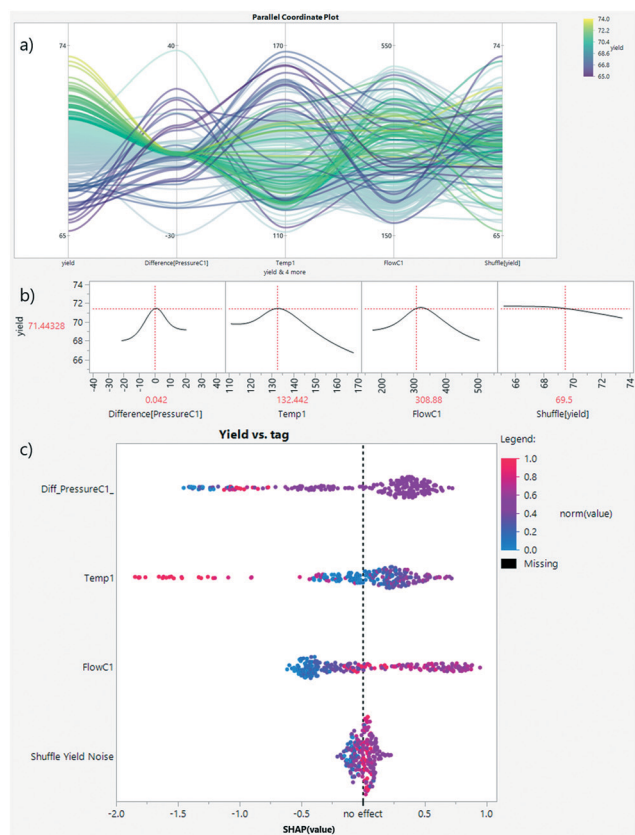 Parallel Coordinate Plot
a)
74 40 170 550 74
74.0
72.2
70.4
68.6
66.8
65.0
yield
65 -30 110 150 65
yield Difference[PressureC1] Temp1 FlowC1 Shuffle[yield]
yield & 4 more
b)
74
72
70
68
66
yield
71.44328
-40 -30 -20 -10 0 10 20 30 40 110 120 130 140 150 160 170 200 300 400 500 66 68 70 72 74
0.042 132.442 308.88 69.5
Difference[PressureC1] Temp1 FlowC1 Shuffle[yield]
c)
Yield vs. tag
Legend:
1.0
0.8
0.6
0.4
0.2
0.0
norm(value)
Missing
Diff_PressureC1_
Temp1
FlowC1
Shuffle Yield Noise
-2.0 -1.5 -1.0 -0.5 no effect 0.5 1.0
SHAP(value)